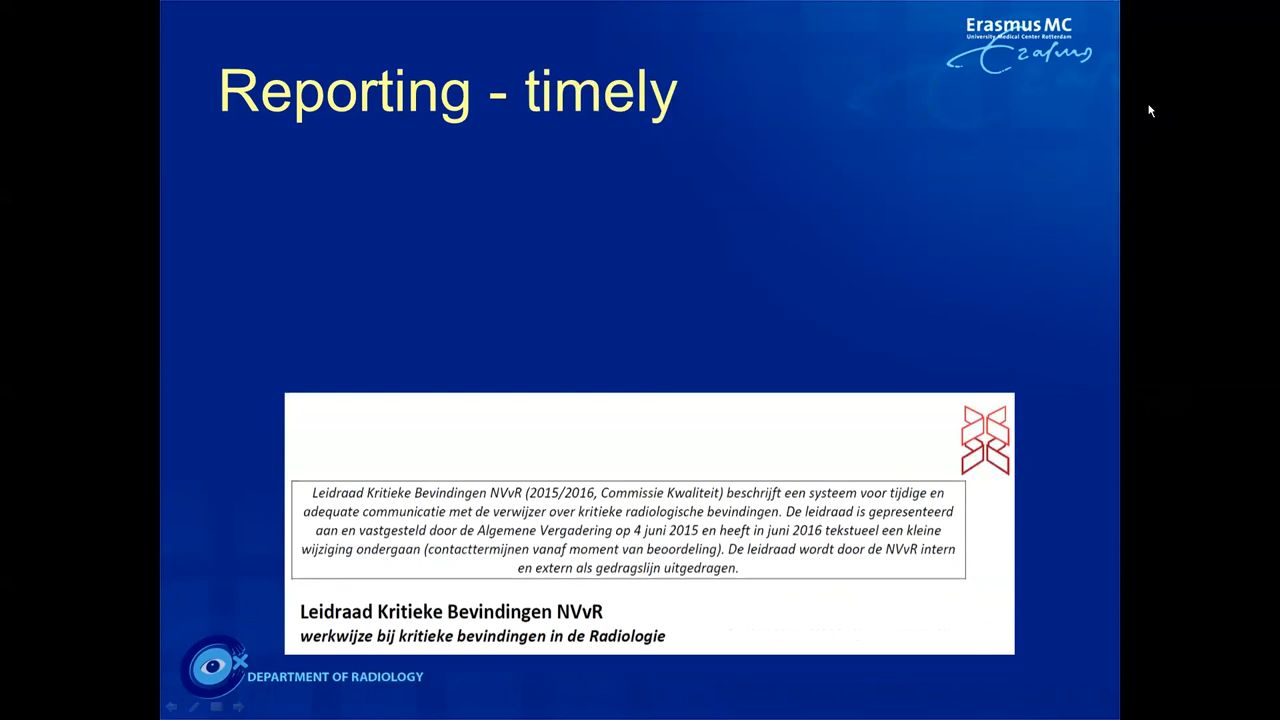 Erasmus MC
University Medical Center Rotterdam
Erasmus
Reporting - timely
Leidraad Kritieke Bevindingen NVvR (2015/2016, Commissie Kwaliteit) beschrijft een systeem voor tijdige en
adequate communicatie met de verwijzer over kritieke radiologische bevindingen. De leidraad is gepresenteerd
aan en vastgesteld door de Algemene Vergadering op 4 juni 2015 en heeft in juni 2016 tekstueel een kleine
wijziging ondergaan (contacttermijnen vanaf moment van beoordeling). De leidraad wordt door de NVvR intern
en extern als gedragslijn uitgedragen.
Leidraad Kritieke Bevindingen NVvR
werkwijze bij kritieke bevindingen in de Radiologie
DEPARTMENT OF RADIOLOGY